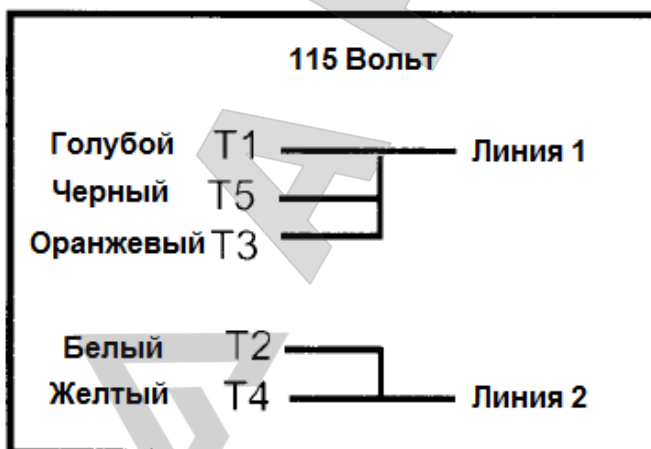 115 Вольт
Голубой T1 Линия 1
Черный T5
Оранжевый T3
Белый T2
Желтый T4 Линия 2